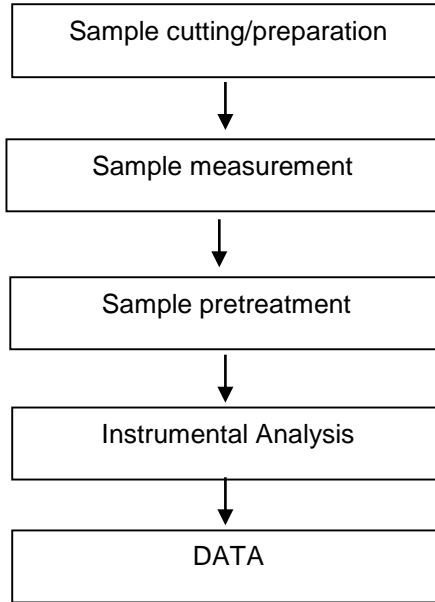 Sample cutting/preparation
Sample measurement
Sample pretreatment
Instrumental Analysis
DATA